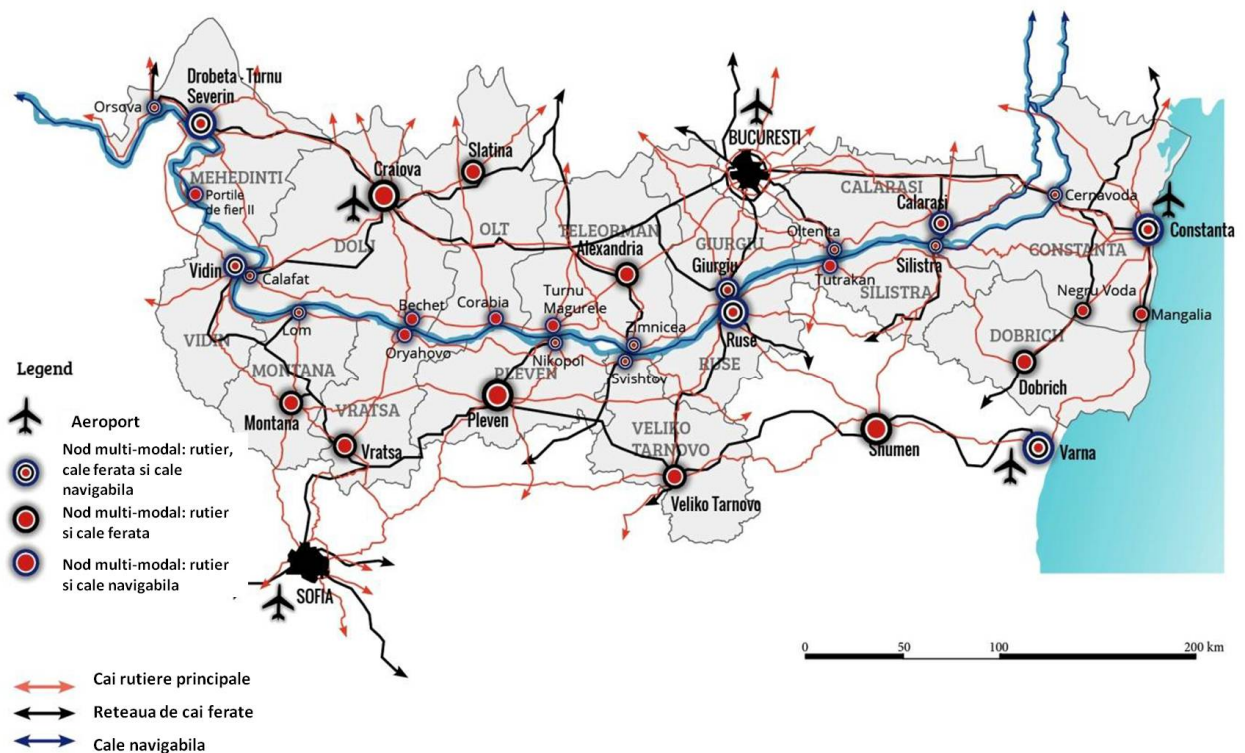 Drobeta - Turnu
Severin
Orsova
MEHEDINTI
Portile
de fier II
Craiova
Slatina
BUCURESTI
CALARASI
Calarasi
Cernavoda
Constanta
CONSTANTA
DOLJ
OLT
TELEORMAN
Alexandria
GIURGIU
Giurgiu
Oltenita
Tutrakan
Silistra
SILISTRA
Negru Voda
Mangalia
Vidin
Calafat
Bechet
Corabia
Turnu
Magurele
Zimnicea
Lom
Oryahovo
Nikopol
Svishtov
Ruse
RUSE
VIDIN
MONTANA
PLEVEN
DOBRICH
Dobrich
Montana
VRATSA
Vratsa
Pleven
VELIKO
TARNOVO
Veliko Tarnovo
Shumen
Varna
SOFIA
Legend
Aeroport
Nod multi-modal: rutier,
cale ferata si cale
navigabila
Nod multi-modal: rutier
si cale ferata
Nod multi-modal: rutier
si cale navigabila
0 50 100 200 km
Cai rutiere principale
Reteaua de cai ferate
Cale navigabila